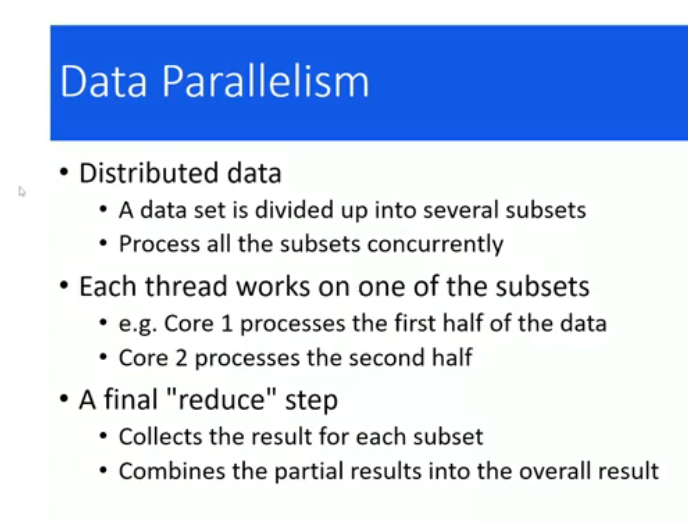 Data Parallelism
• Distributed data
• A data set is divided up into several subsets
• Process all the subsets concurrently
• Each thread works on one of the subsets
• e.g. Core 1 processes the first half of the data
• Core 2 processes the second half
• A final "reduce" step
• Collects the result for each subset
• Combines the partial results into the overall result